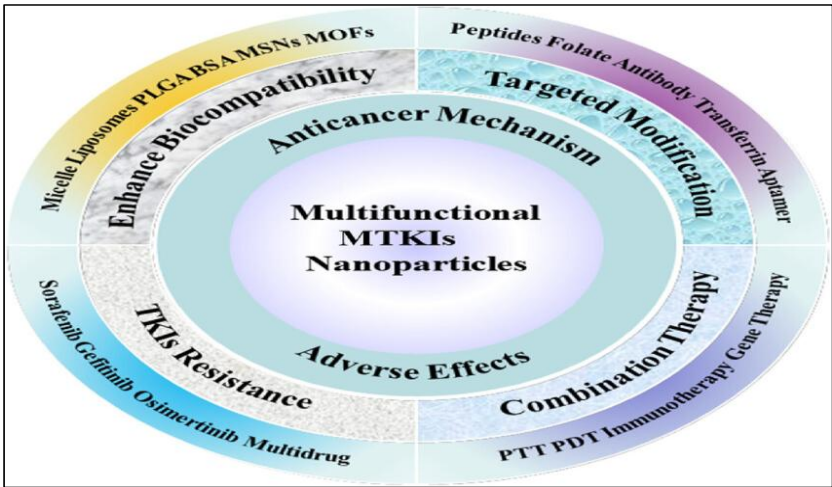 Micelle Liposomes PLGA BSA MSNs MOFs
Peptides Folate Antibody Transferrin Aptamer
Enhance Biocompatibility
Targeted Modification
Anticancer Mechanism
Multifunctional
MTKIs
Nanoparticles
Adverse Effects
TKIs Resistance
Combination Therapy
Sorafenib Gefitinib Osimertinib Multidrug
PTT PDT Immunotherapy Gene Therapy